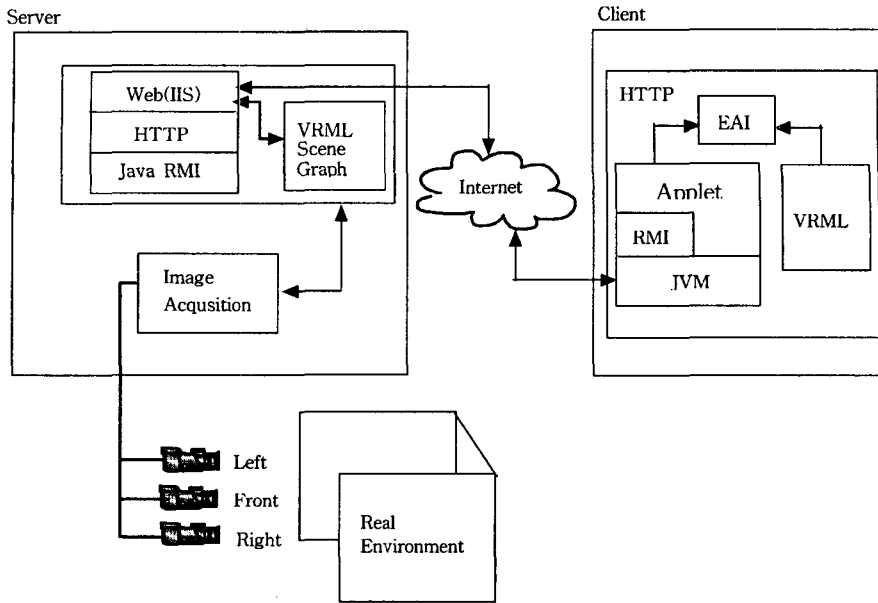 Server
Web(IIS)
HTTP
Java RMI
VRML
Scene
Graph
Image
Acqusition
Left
Front
Right
Real
Environment
Internet
Client
HTTP
EAI
Applet
RMI
JVM
VRML